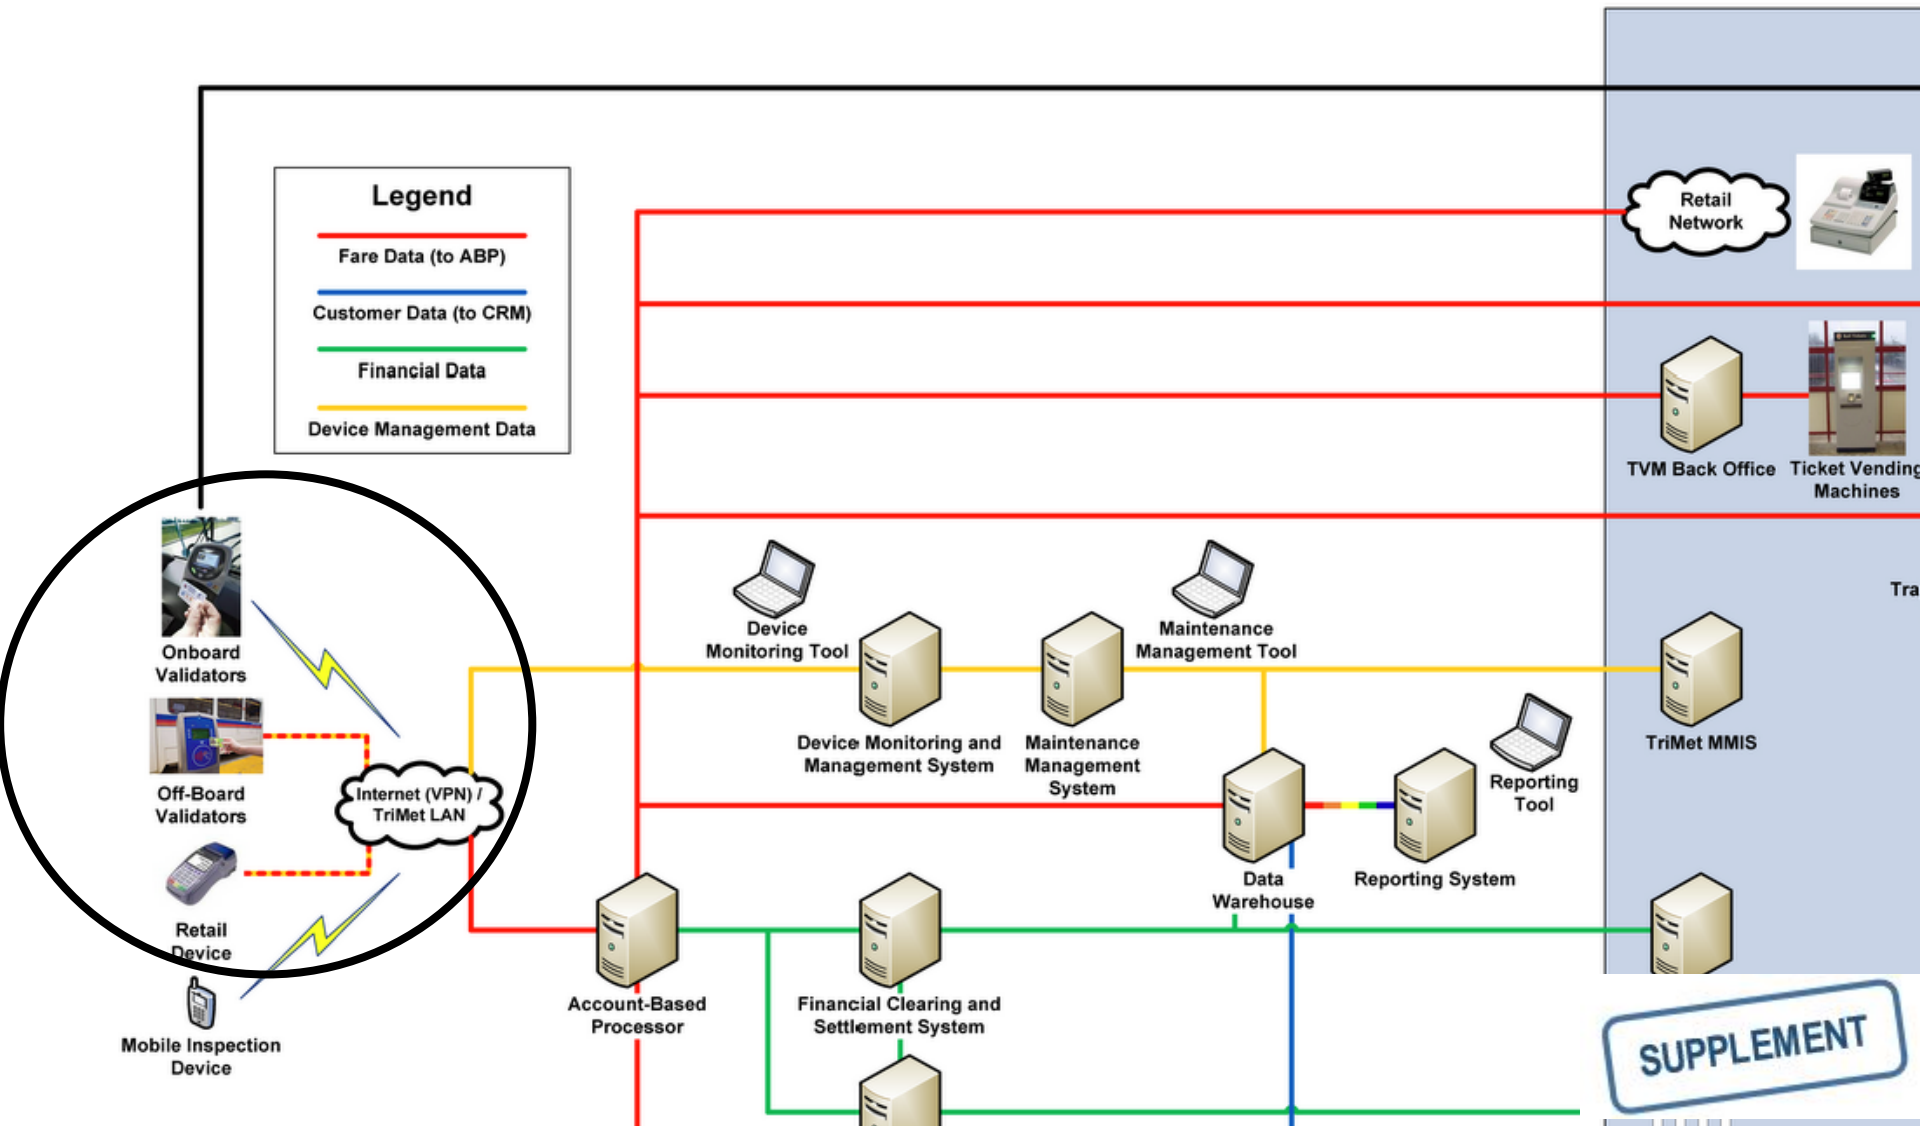 Legend
Fare Data (to ABP)
Customer Data (to CRM)
Financial Data
Device Management Data
Retail
Network
TVM Back Office
Ticket Vending
Machines
Onboard
Validators
Off-Board
Validators
Internet (VPN) /
TriMet LAN
Retail
Device
Mobile Inspection
Device
Device
Monitoring Tool
Maintenance
Management Tool
Tra
Device Monitoring and
Management System
Maintenance
Management
System
TriMet MMIS
Reporting
Tool
Data
Warehouse
Reporting System
Account-Based
Processor
Financial Clearing and
Settlement System
SUPPLEMENT